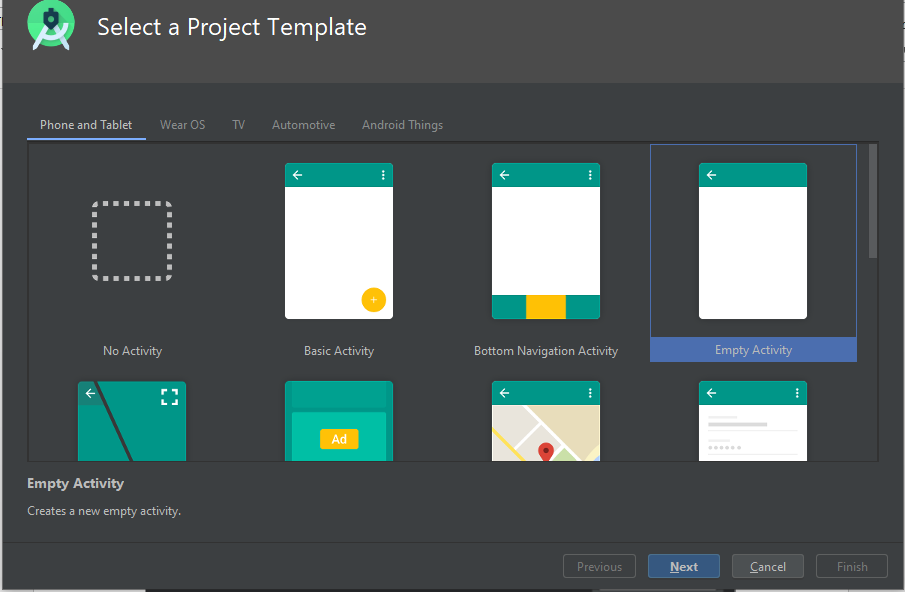 Select a Project Template
Phone and Tablet Wear OS TV Automotive Android Things
No Activity Basic Activity Bottom Navigation Activity Empty Activity
Ad
Empty Activity
Creates a new empty activity.
Previous Next Cancel Finish